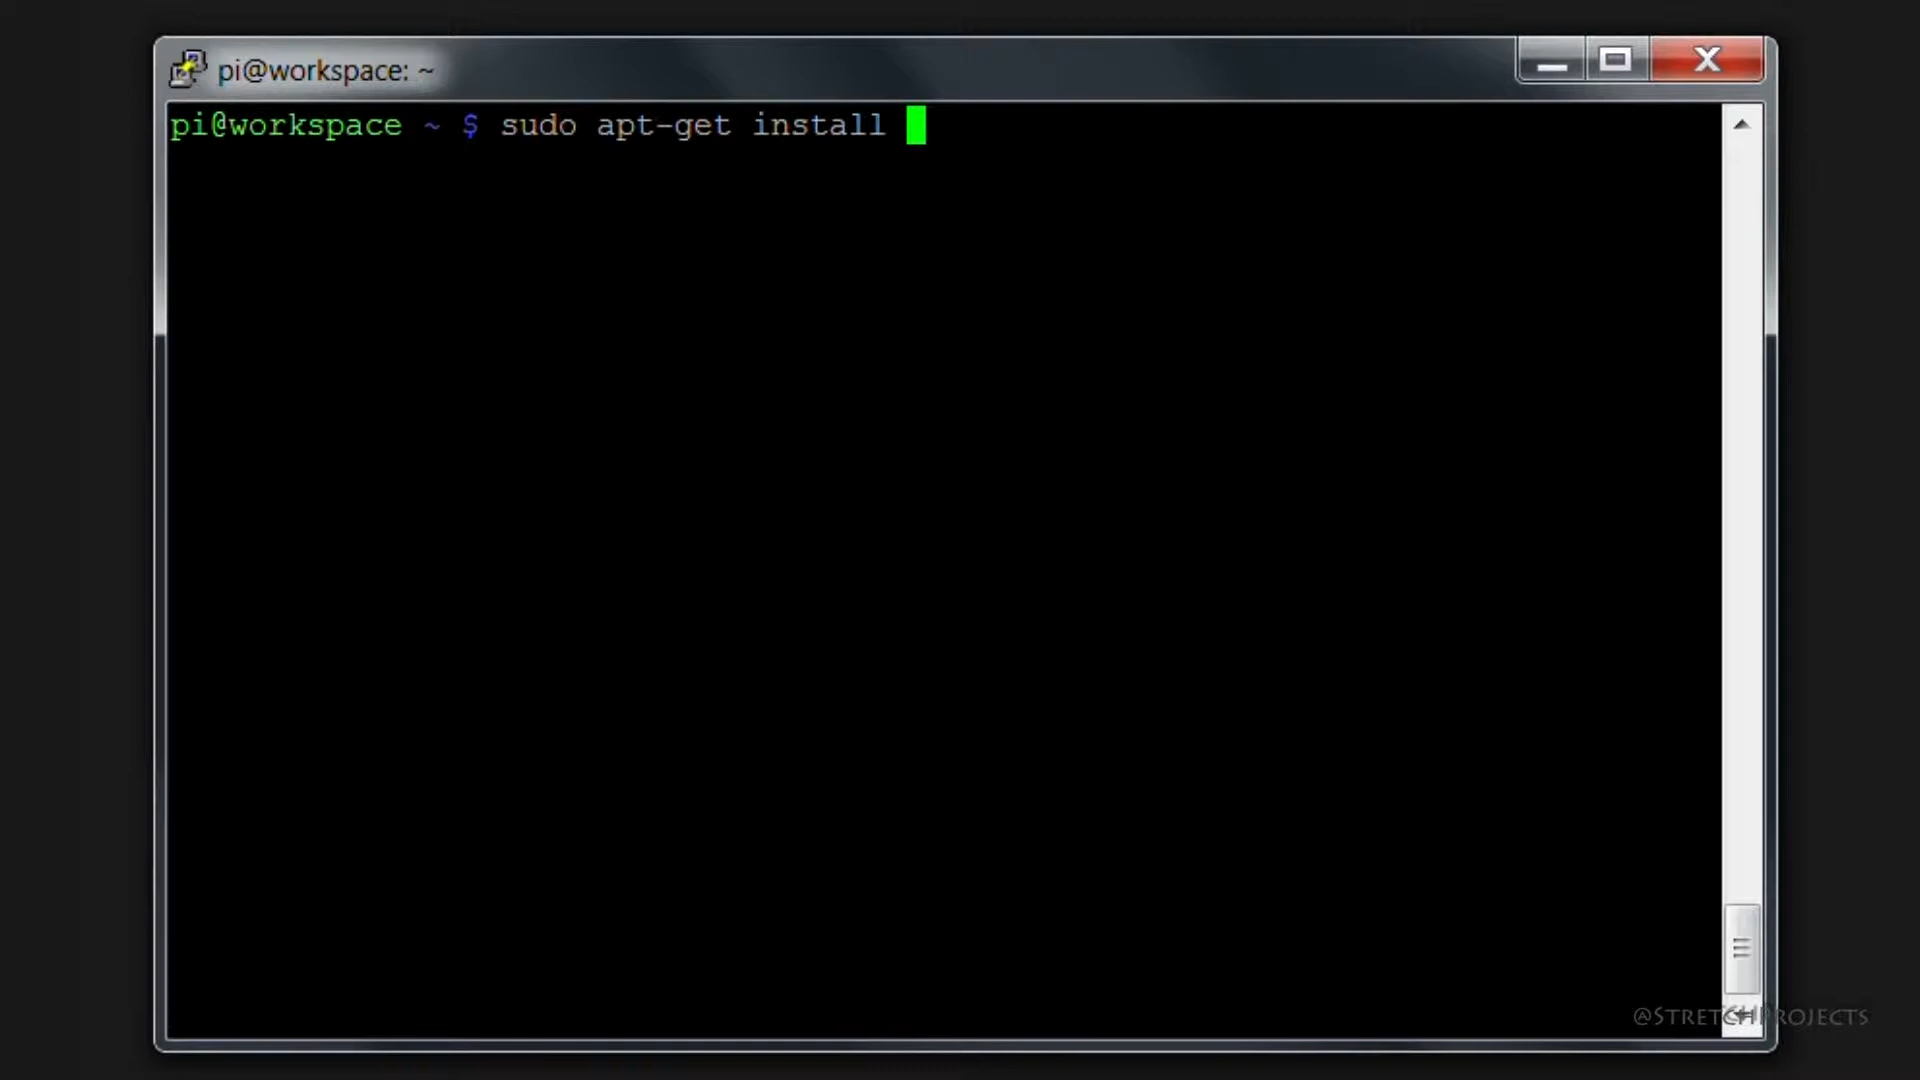 pi@workspace: ~
pi@workspace ~ $ sudo apt-get install
@StretchProjects